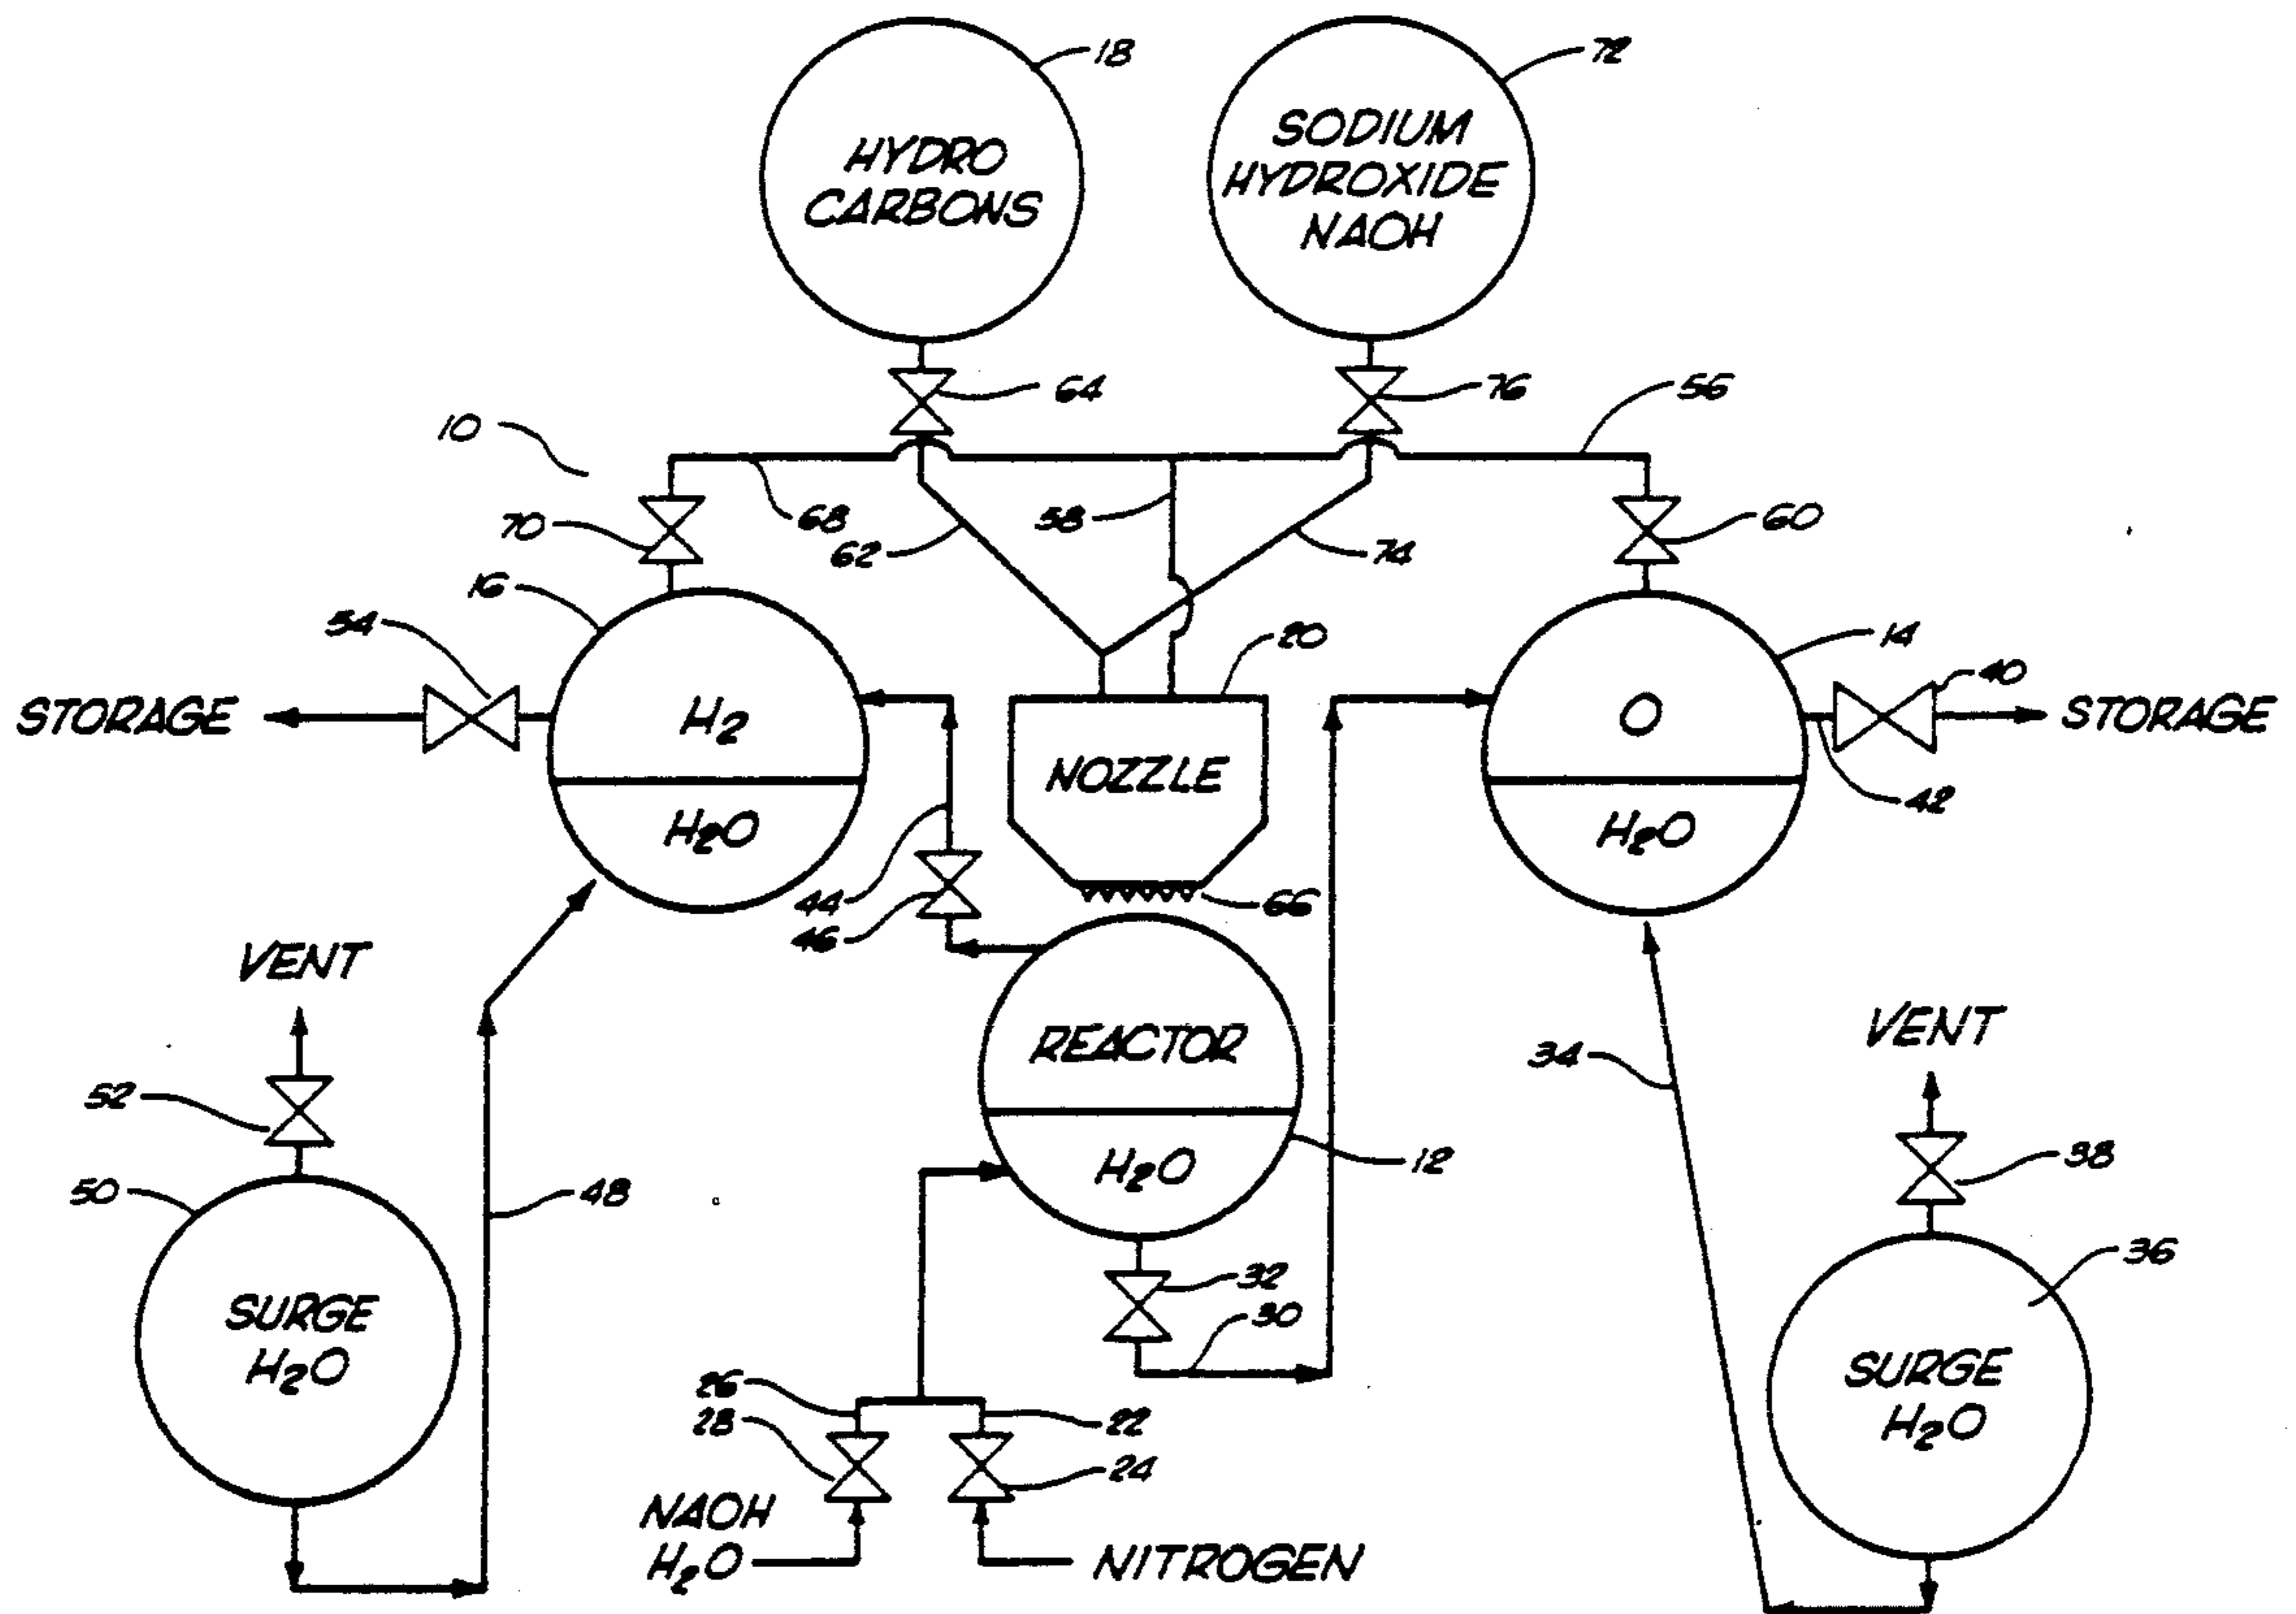 18
72
HYDRO
CARBONS
SODIUM
HYDROXIDE
NAOH
64
76
56
10
68
58
70
62
74
60
16
54
20
14
40
STORAGE
H2
NOZZLE
O
STORAGE
H2O
H2O
42
44
46
66
VENT
REACTOR
VENT
34
52
H2O
12
38
50
48
36
32
30
SURGE
H2O
SURGE
H2O
26
28
22
24
NAOH
H2O
NITROGEN